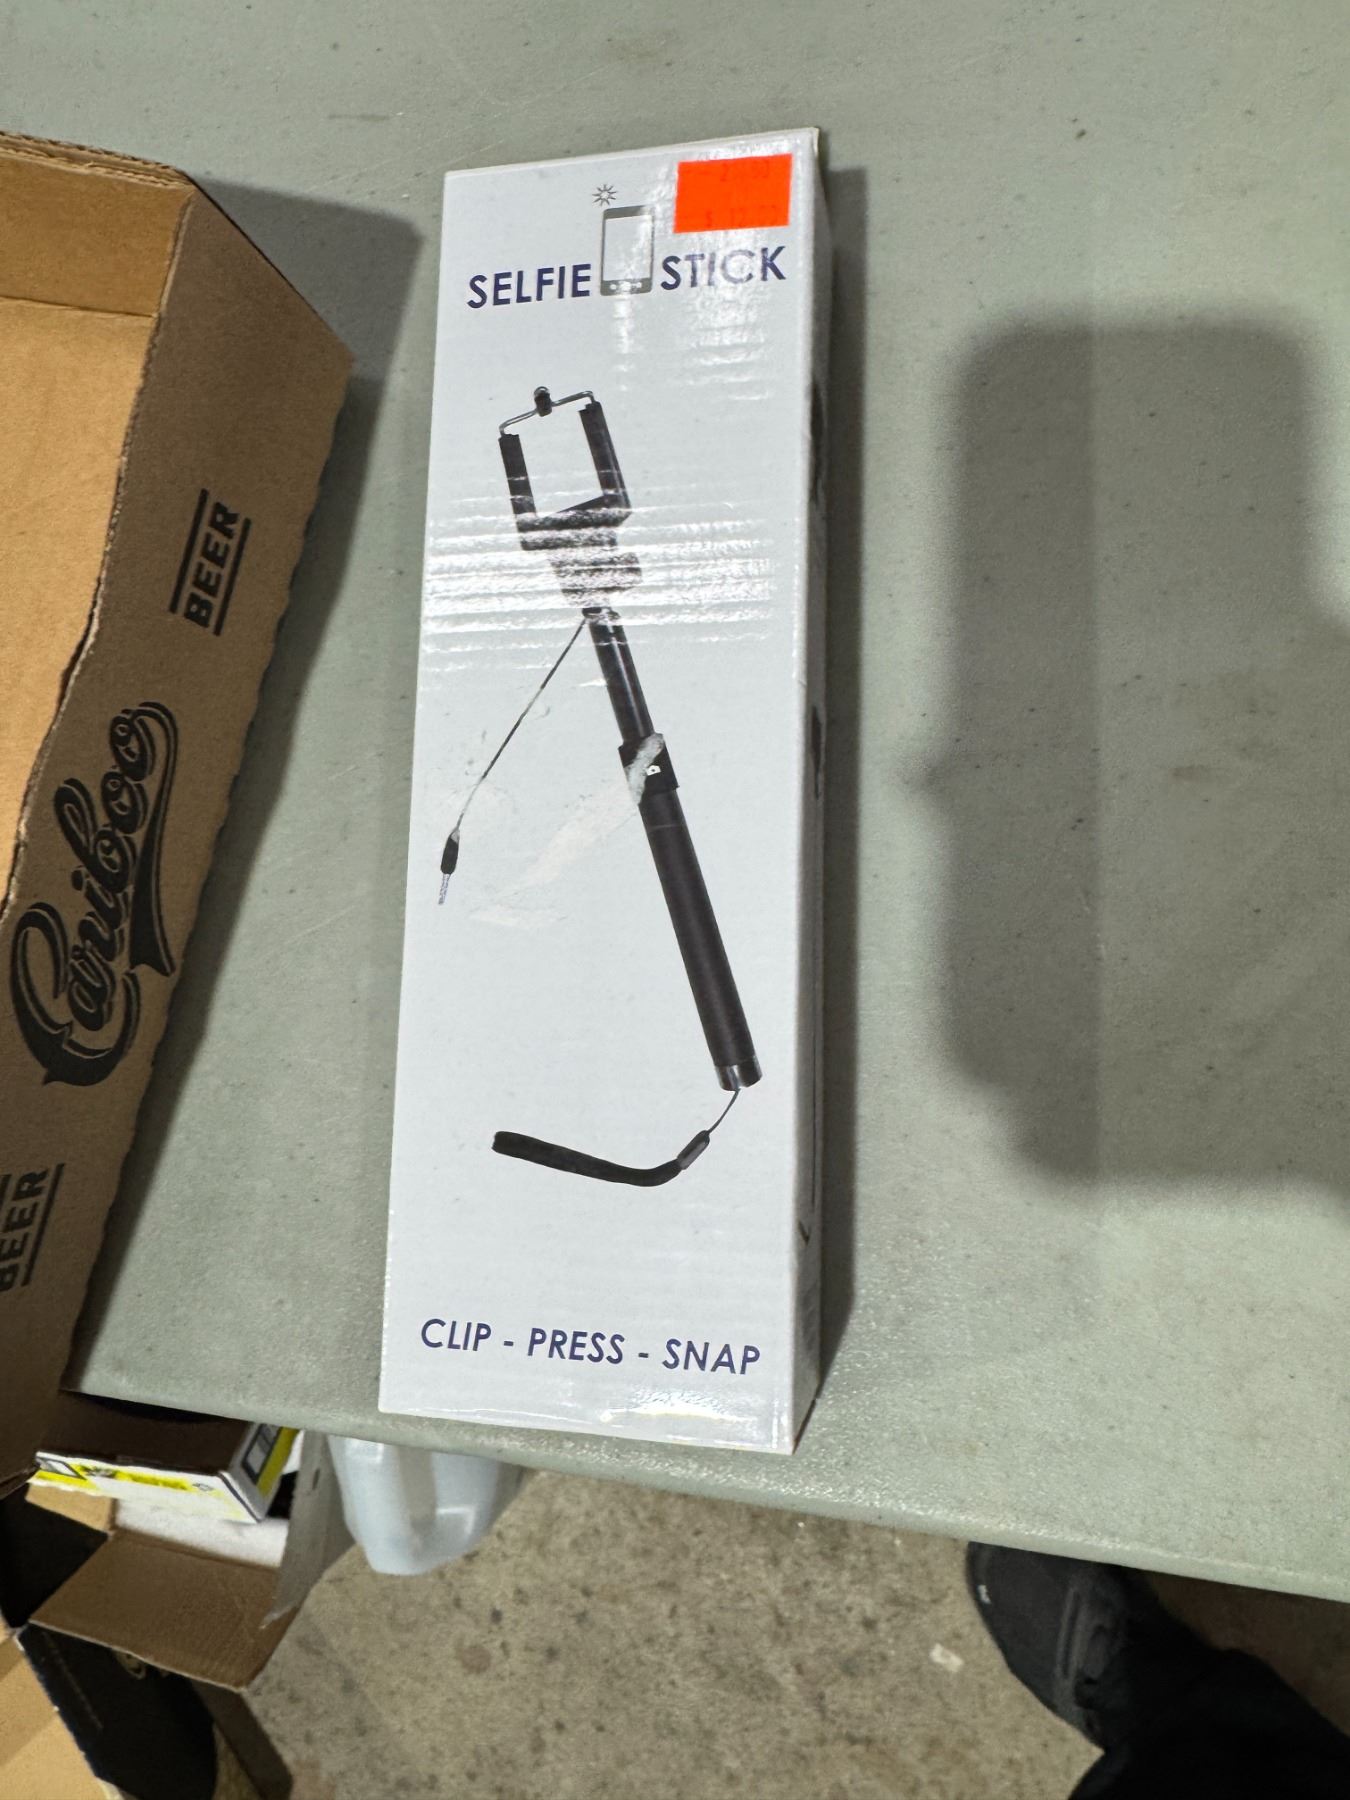 SELFIE STICK
CLIP - PRESS - SNAP
BEER
Cariboo
BEER